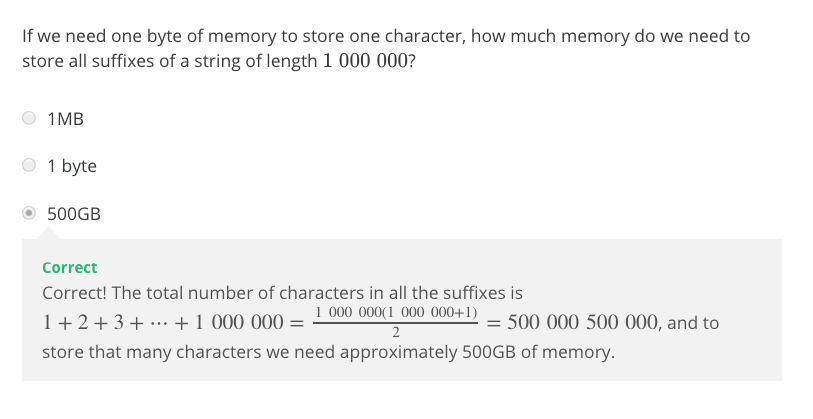 If we need one byte of memory to store one character, how much memory do we need to
store all suffixes of a string of length 1 000 000?
1MB
1 byte
500GB
Correct
Correct! The total number of characters in all the suffixes is
1 + 2 + 3 + ··· + 1 000 000 = 1 000 000(1 000 000+1)/2 = 500 000 500 000, and to
store that many characters we need approximately 500GB of memory.